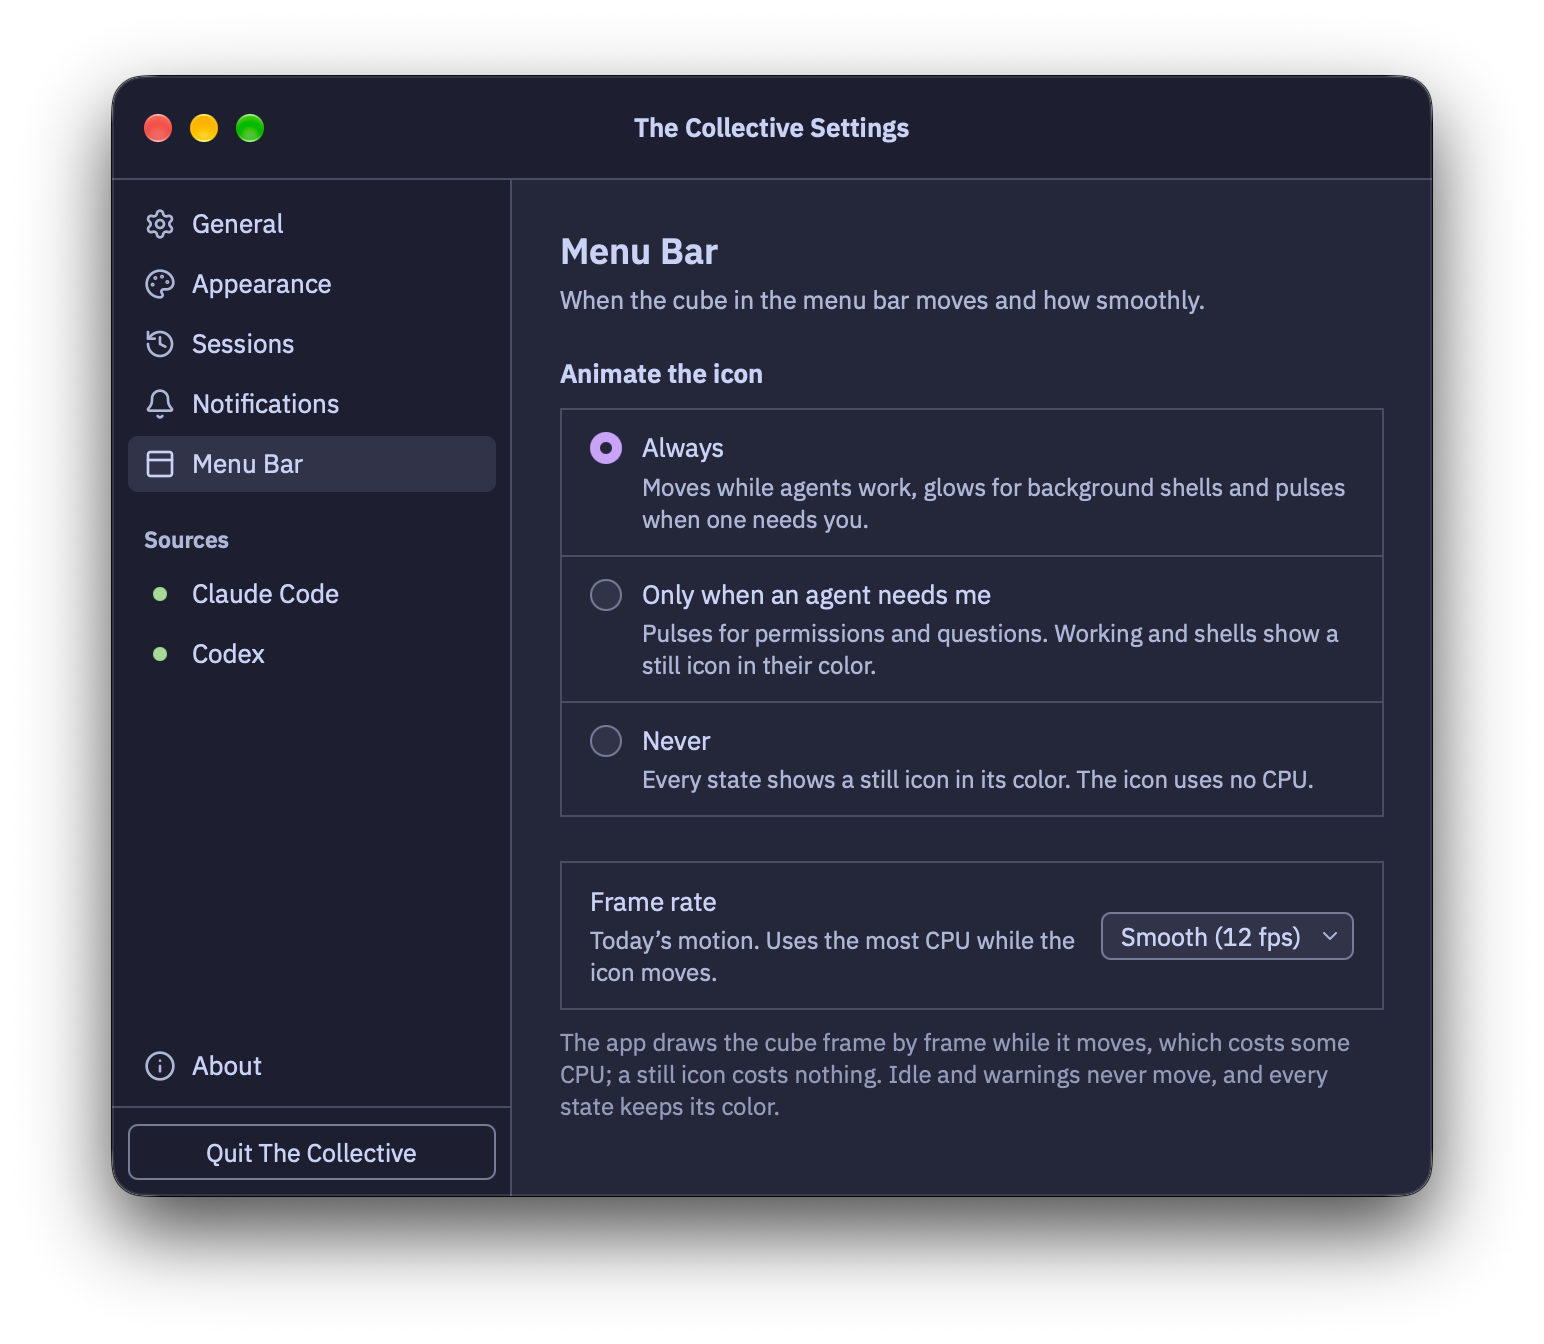 The Collective Settings
General
Appearance
Sessions
Notifications
Menu Bar
Sources
Claude Code
Codex
About
Quit The Collective
Menu Bar
When the cube in the menu bar moves and how smoothly.
Animate the icon
Always
Moves while agents work, glows for background shells and pulses
when one needs you.
Only when an agent needs me
Pulses for permissions and questions. Working and shells show a
still icon in their color.
Never
Every state shows a still icon in its color. The icon uses no CPU.
Frame rate
Today’s motion. Uses the most CPU while the
icon moves.
Smooth (12 fps)
The app draws the cube frame by frame while it moves, which costs some
CPU; a still icon costs nothing. Idle and warnings never move, and every
state keeps its color.